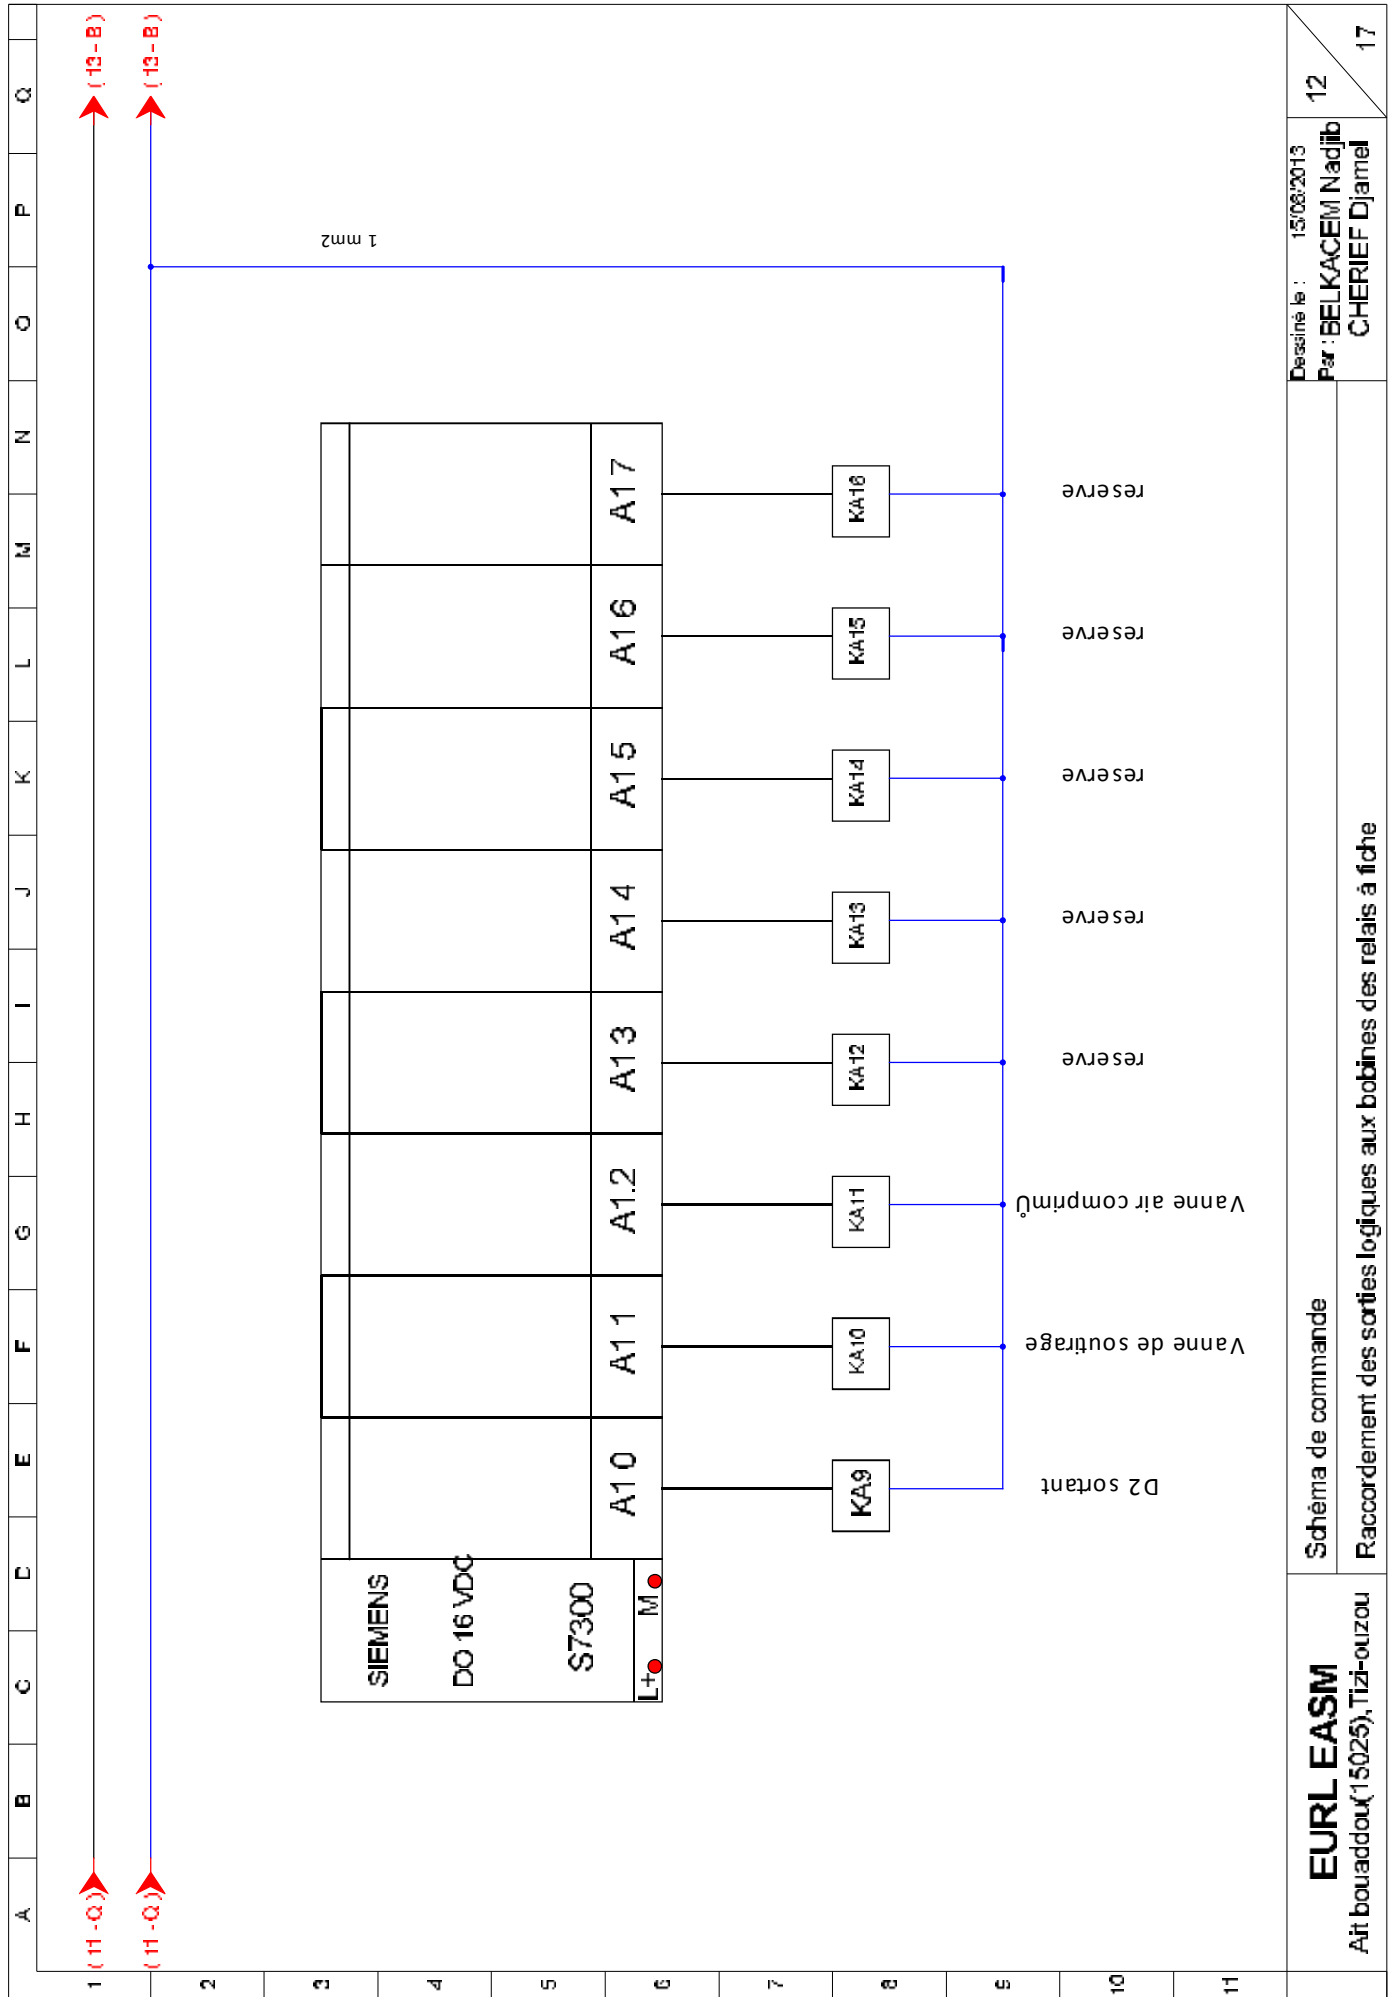 A B C D E F G H I J K L M N O P Q
1
( 11 - Q )
( 13 - B )
( 11 - Q )
( 13 - B )
2
3
4
5
6
7
8
9
10
11
1 mm2
SIEMENS
DO 16 VDC
S7300
L+ M
A1 0 A1 1 A1.2 A1 3 A1 4 A1 5 A1 6 A1 7
KA9 KA10 KA11 KA12 KA13 KA14 KA15 KA16
D2 sortant
Vanne de soutirage
Vanne air comprimŮ
reserve
reserve
reserve
reserve
reserve
EURL EASM
Ait bouaddou(15025),Tizi-ouzou
Schéma de commande
Raccordement des sorties logiques aux bobines des relais à fiche
Dessiné le : 15/06/2013
Par : BELKACEM Nadjib
CHERIEF Djamel
12
17